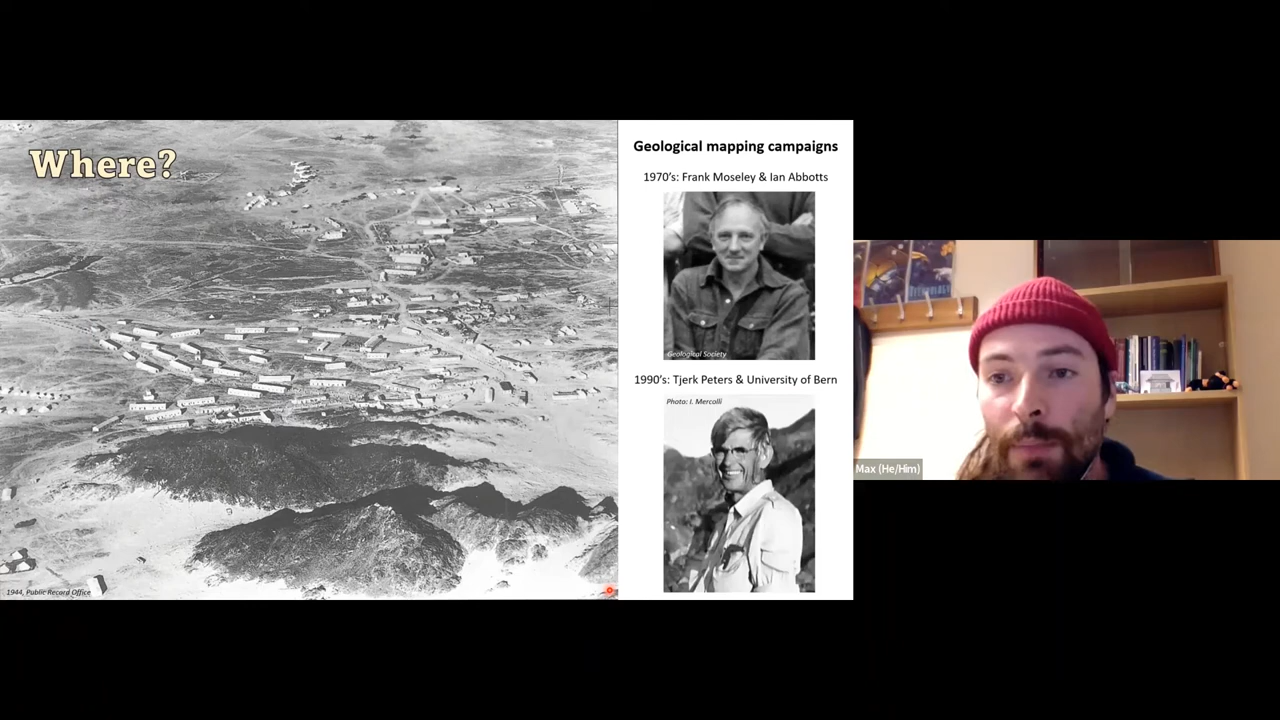 Where?
1944, Public Record Office
Geological mapping campaigns
1970's: Frank Moseley & Ian Abbotts
Geological Society
1990's: Tjerk Peters & University of Bern
Photo: I. Mercolli
Max (He/Him)